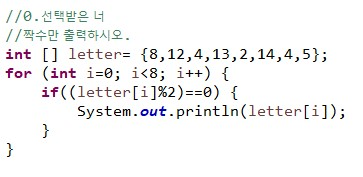 //0.선택받은 너
//짝수만 출력하시오.
int [] letter= {8,12,4,13,2,14,4,5};
for (int i=0; i<8; i++) {
    if((letter[i]%2)==0) {
        System.out.println(letter[i]);
    }
}